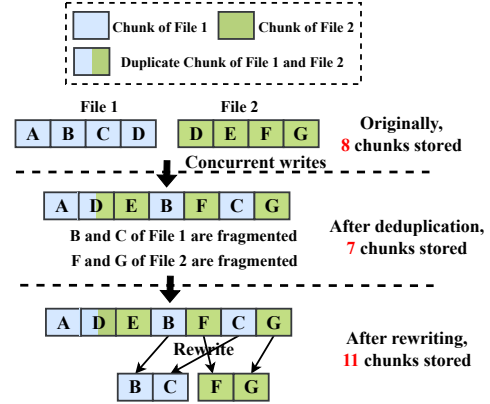 Chunk of File 1
Chunk of File 2
Duplicate Chunk of File 1 and File 2
File 1
File 2
A B C D
D E F G
Originally,
8 chunks stored
Concurrent writes
A D E B F C G
B and C of File 1 are fragmented
F and G of File 2 are fragmented
After deduplication,
7 chunks stored
A D E B F C G
Rewrite
B C
F G
After rewriting,
11 chunks stored